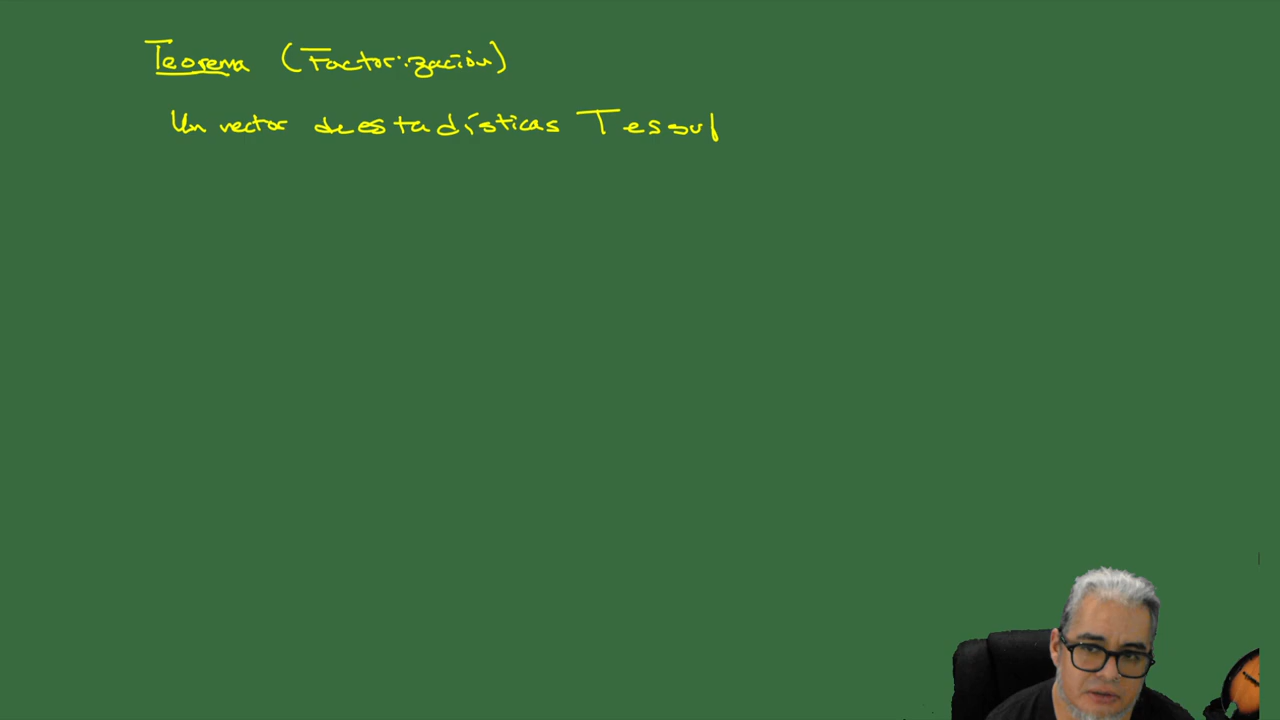 Teorema (Factorización)
Un vector de estadísticas T es suf